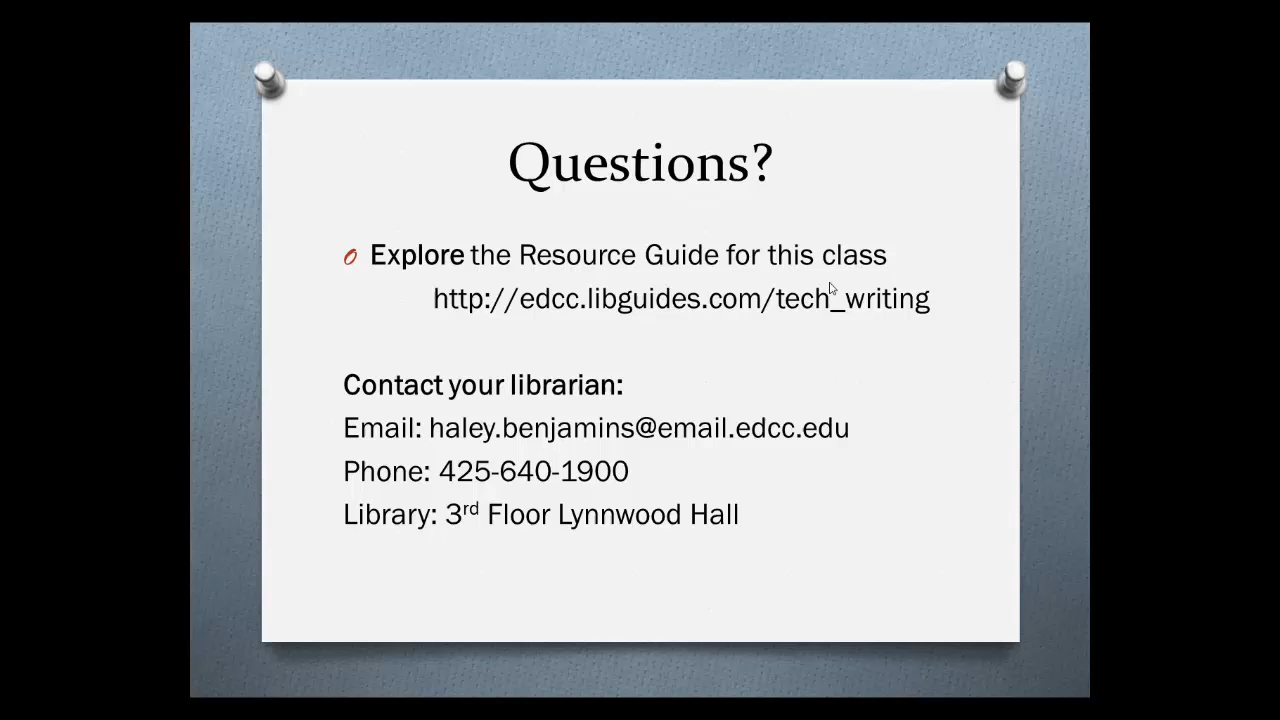 Questions?
Explore the Resource Guide for this class
http://edcc.libguides.com/tech_writing
Contact your librarian:
Email: haley.benjamins@email.edcc.edu
Phone: 425-640-1900
Library: 3rd Floor Lynnwood Hall